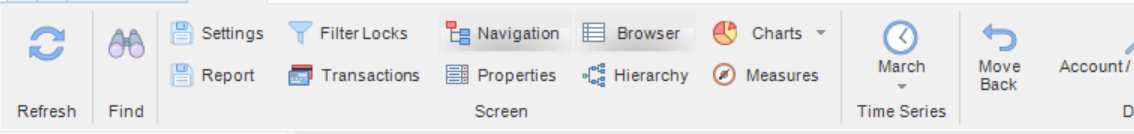 Settings Filter Locks Navigation Browser Charts
Report Transactions Properties Hierarchy Measures
March Move Back Account /
Refresh Find Screen Time Series D